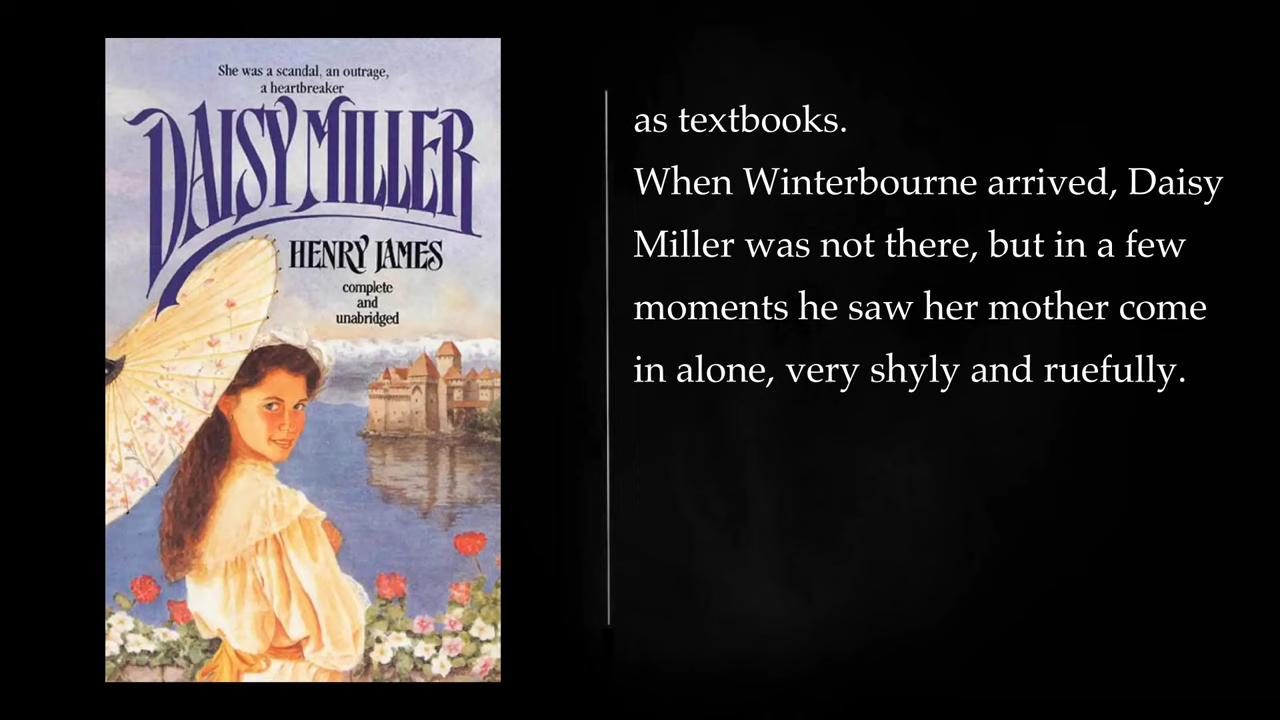 She was a scandal, an outrage,
a heartbreaker
DAISY MILLER
HENRY JAMES
complete
and
unabridged
as textbooks.
When Winterbourne arrived, Daisy
Miller was not there, but in a few
moments he saw her mother come
in alone, very shyly and ruefully.